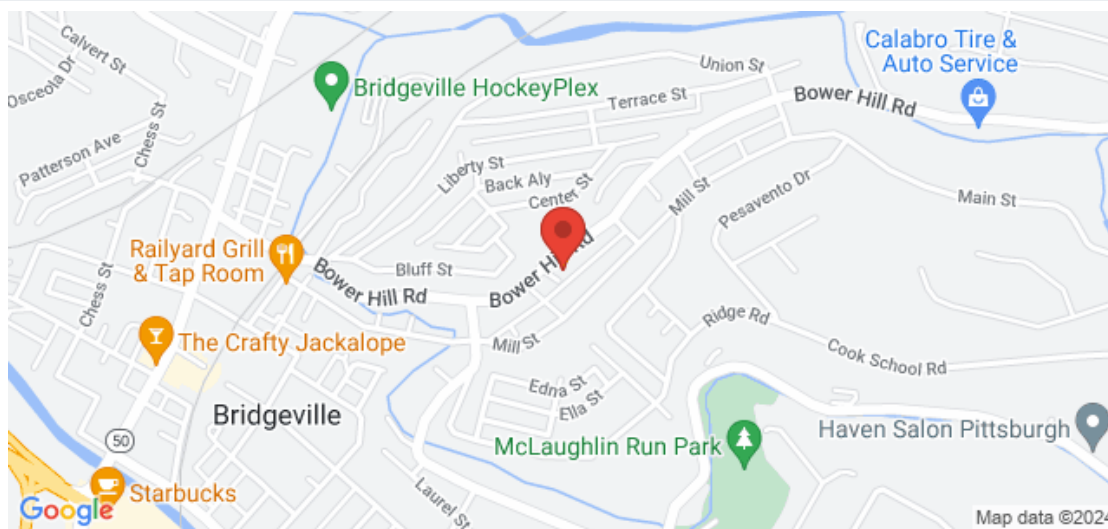 Calvert St
Osceola Dr
Chess St
Patterson Ave
Bridgeville HockeyPlex
Union St
Terrace St
Bower Hill Rd
Calabro Tire &
Auto Service
Liberty St
Back Aly
Center St
Mill St
Pesavento Dr
Main St
Railyard Grill
& Tap Room
Bluff St
Bower Hill Rd
Bower Hill Rd
Chess St
The Crafty Jackalope
Mill St
Ridge Rd
Cook School Rd
Edna St
Ella St
Bridgeville
McLaughlin Run Park
Haven Salon Pittsburgh
50
Starbucks
Laurel St
Google
Map data ©2024